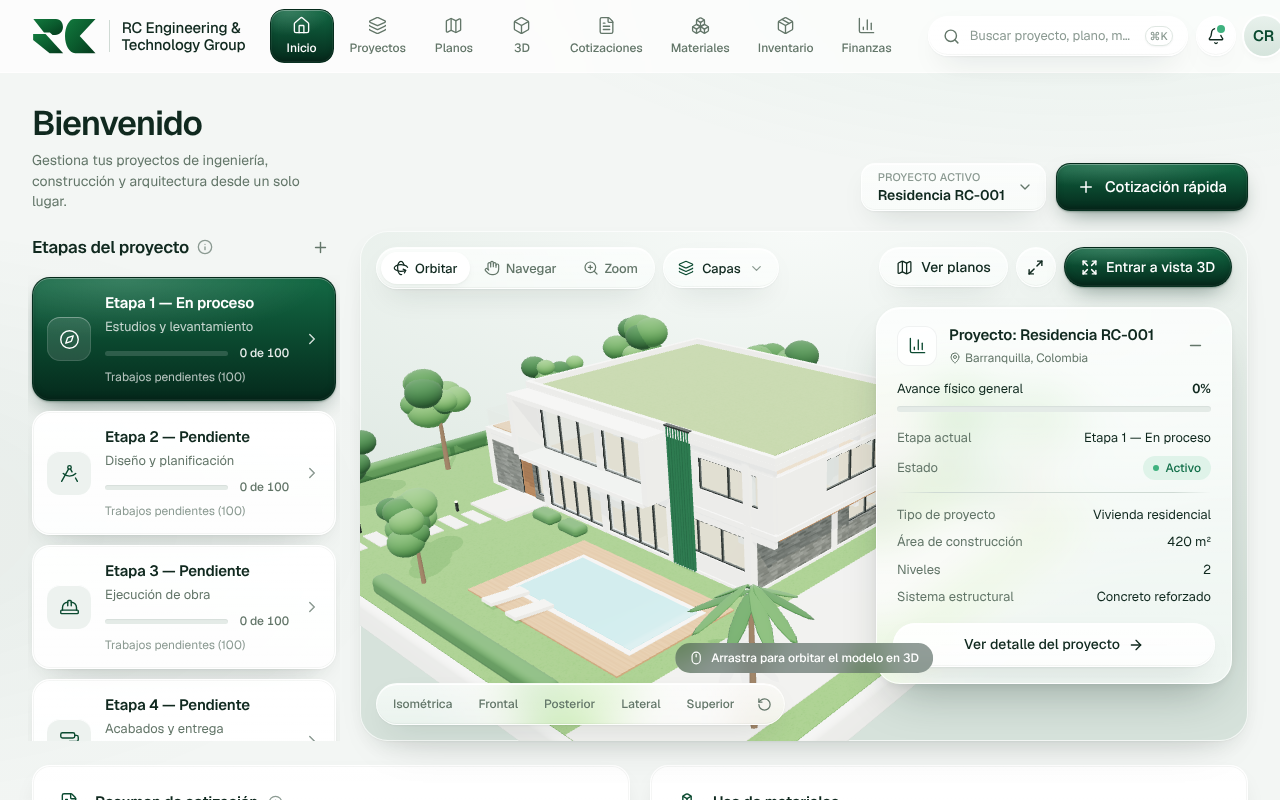 RC Engineering &
Technology Group
Inicio
Proyectos
Planos
3D
Cotizaciones
Materiales
Inventario
Finanzas
Buscar proyecto, plano, m…
⌘K
CR
Bienvenido
Gestiona tus proyectos de ingeniería,
construcción y arquitectura desde un solo
lugar.
PROYECTO ACTIVO
Residencia RC-001
Cotización rápida
Etapas del proyecto
Etapa 1 — En proceso
Estudios y levantamiento
0 de 100
Trabajos pendientes (100)
Etapa 2 — Pendiente
Diseño y planificación
0 de 100
Trabajos pendientes (100)
Etapa 3 — Pendiente
Ejecución de obra
0 de 100
Trabajos pendientes (100)
Etapa 4 — Pendiente
Acabados y entrega
Orbitar
Navegar
Zoom
Capas
Ver planos
Entrar a vista 3D
Proyecto: Residencia RC-001
Barranquilla, Colombia
Avance físico general 0%
Etapa actual Etapa 1 — En proceso
Estado Activo
Tipo de proyecto Vivienda residencial
Área de construcción 420 m²
Niveles 2
Sistema estructural Concreto reforzado
Ver detalle del proyecto
Arrastra para orbitar el modelo en 3D
Isométrica
Frontal
Posterior
Lateral
Superior
Resumen de cotización
Uso de materiales